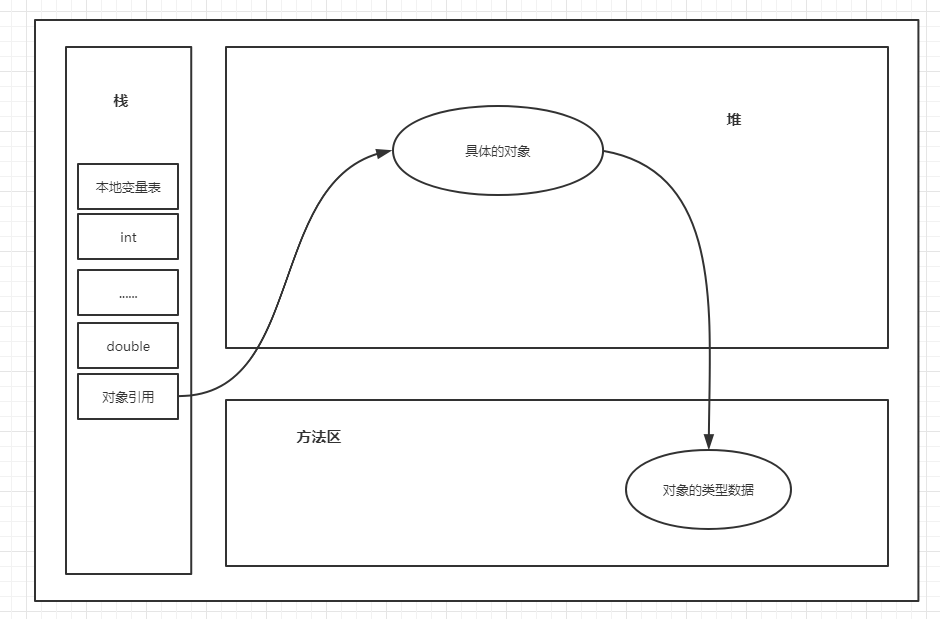 栈
本地变量表
int
......
double
对象引用
堆
具体的对象
方法区
对象的类型数据